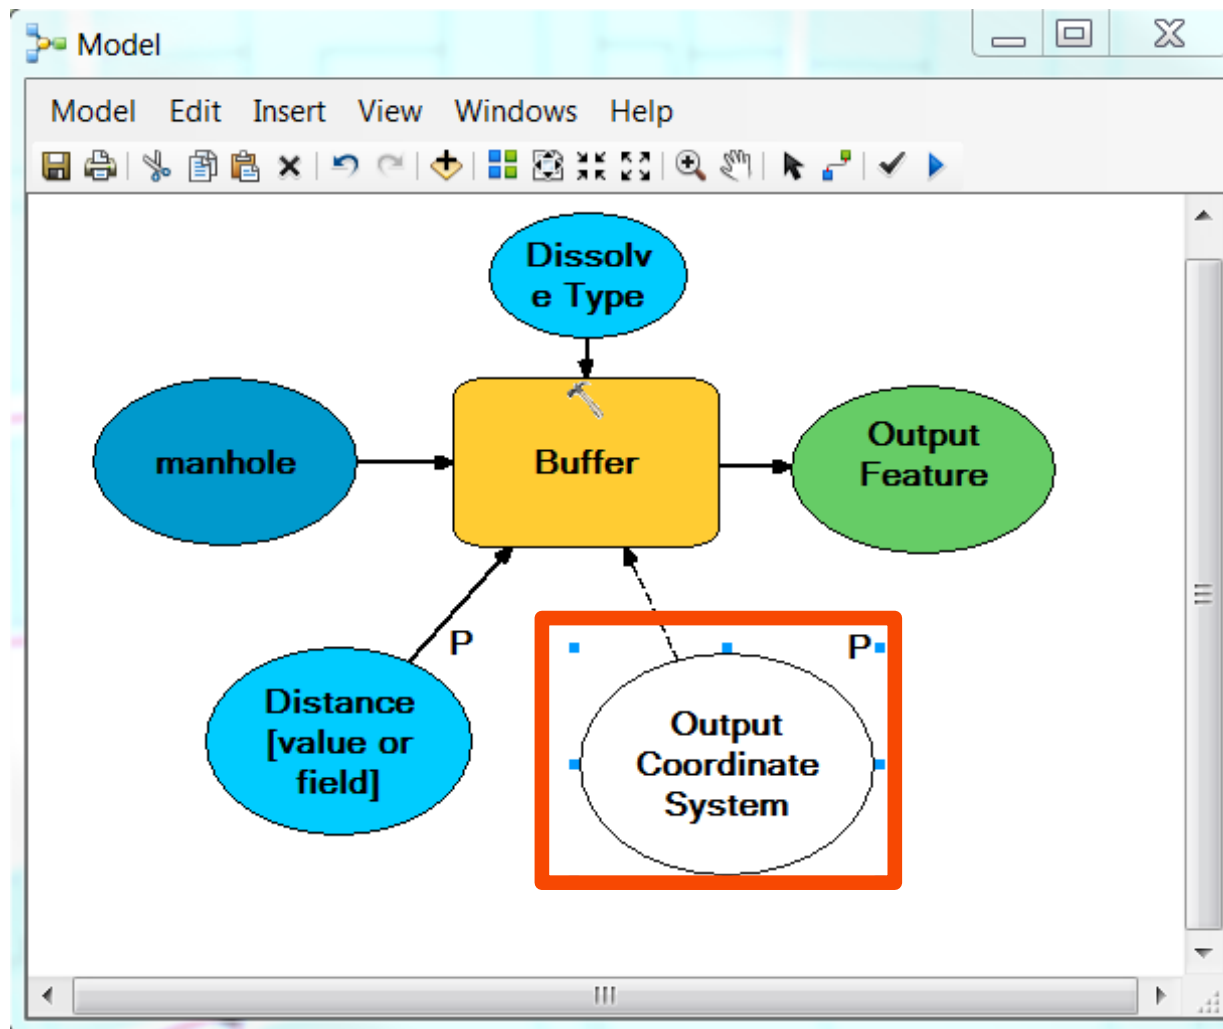 Model
Model Edit Insert View Windows Help
Dissolv
e Type
manhole
Buffer
Output
Feature
P
P
Distance
[value or
field]
Output
Coordinate
System